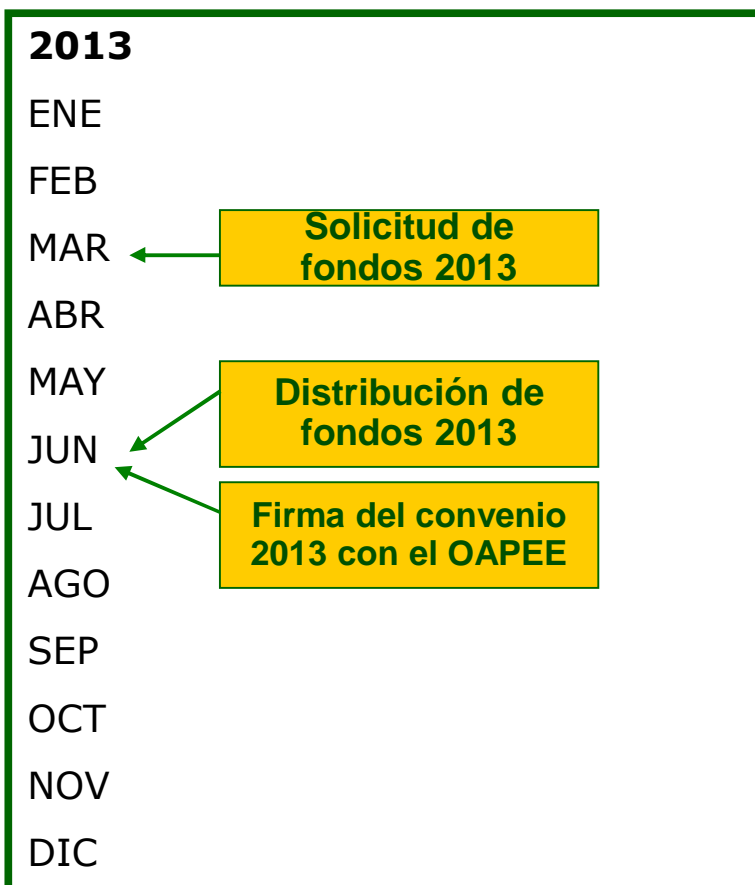 2013
ENE
FEB
MAR
Solicitud de
fondos 2013
ABR
MAY
Distribución de
fondos 2013
JUN
JUL
Firma del convenio
2013 con el OAPEE
AGO
SEP
OCT
NOV
DIC